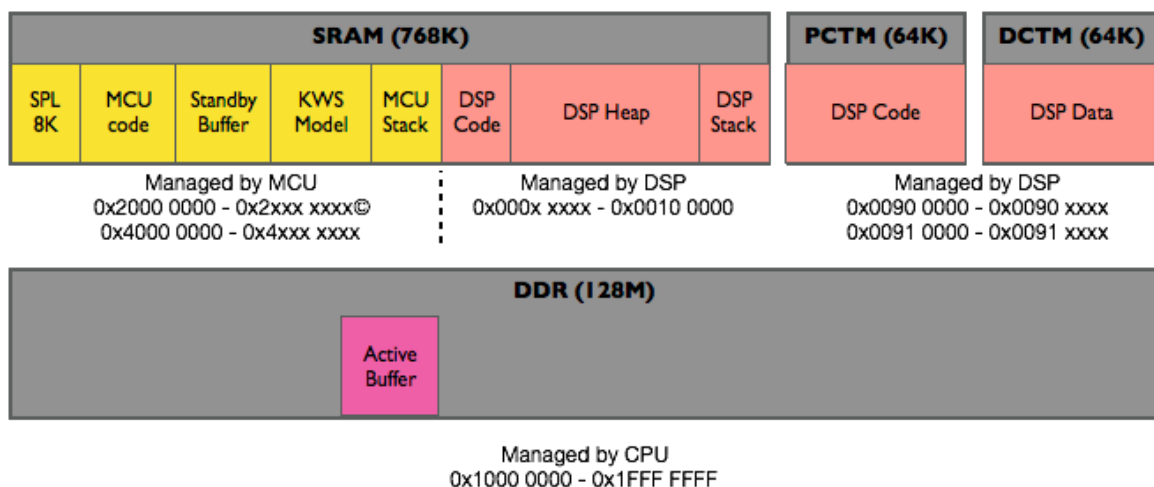 SRAM (768K)
PCTM (64K)
DCTM (64K)
SPL
8K
MCU
code
Standby
Buffer
KWS
Model
MCU
Stack
DSP
Code
DSP Heap
DSP
Stack
DSP Code
DSP Data
Managed by MCU
0x2000 0000 - 0x2xxx xxxx©
0x4000 0000 - 0x4xxx xxxx
Managed by DSP
0x000x xxxx - 0x0010 0000
Managed by DSP
0x0090 0000 - 0x0090 xxxx
0x0091 0000 - 0x0091 xxxx
DDR (128M)
Active
Buffer
Managed by CPU
0x1000 0000 - 0x1FFF FFFF